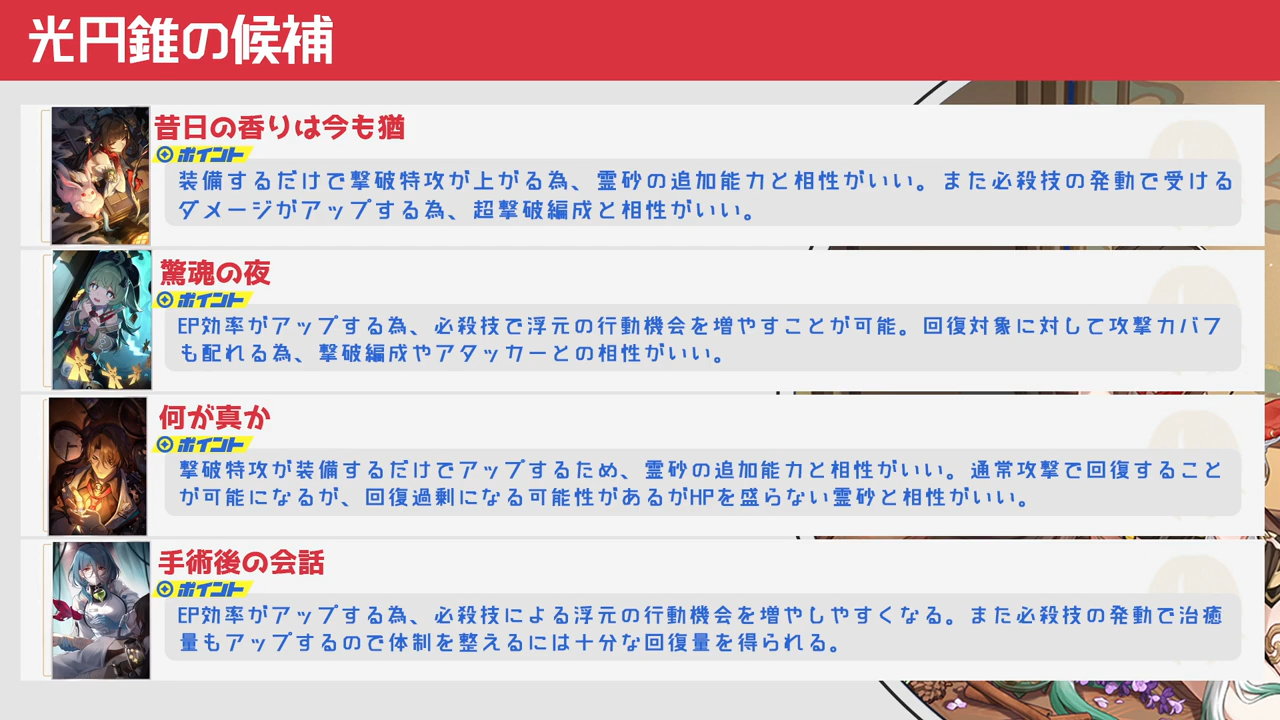 光円錐の候補
昔日の香りは今も猶
ポイント
装備するだけで撃破特攻が上がる為、霊砂の追加能力と相性がいい。また必殺技の発動で受ける
ダメージがアップする為、超撃破編成と相性がいい。
驚魂の夜
ポイント
EP効率がアップする為、必殺技で浮元の行動機会を増やすことが可能。回復対象に対して攻撃力バフ
も配れる為、撃破編成やアタッカーとの相性がいい。
何が真か
ポイント
撃破特攻が装備するだけでアップするため、霊砂の追加能力と相性がいい。通常攻撃で回復すること
が可能になるが、回復過剰になる可能性があるがHPを盛らない霊砂と相性がいい。
手術後の会話
ポイント
EP効率がアップする為、必殺技による浮元の行動機会を増やしやすくなる。また必殺技の発動で治癒
量もアップするので体制を整えるには十分な回復量を得られる。